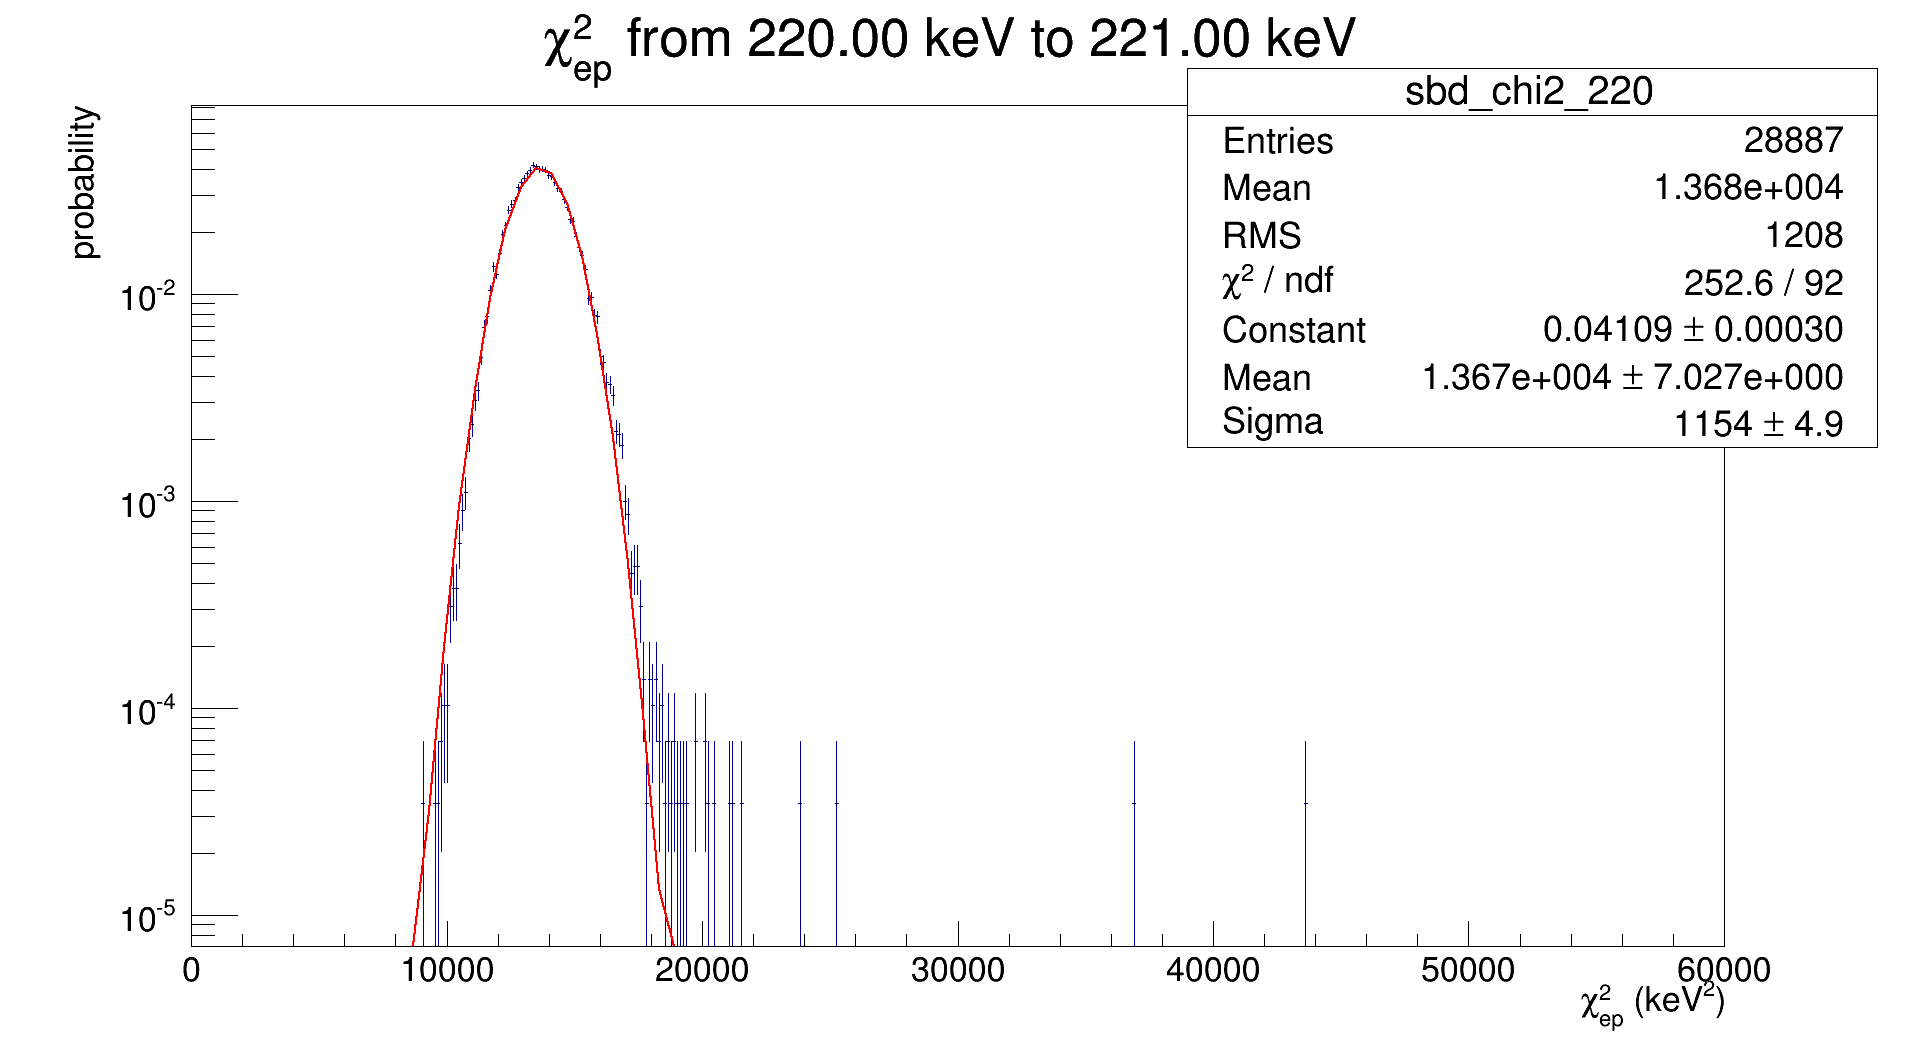 χ²ep from 220.00 keV to 221.00 keV
probability
sbd_chi2_220
Entries 28887
Mean 1.368e+004
RMS 1208
χ² / ndf 252.6 / 92
Constant 0.04109 ± 0.00030
Mean 1.367e+004 ± 7.027e+000
Sigma 1154 ± 4.9
10-2
10-3
10-4
10-5
0 10000 20000 30000 40000 50000 60000
χ²ep (keV²)